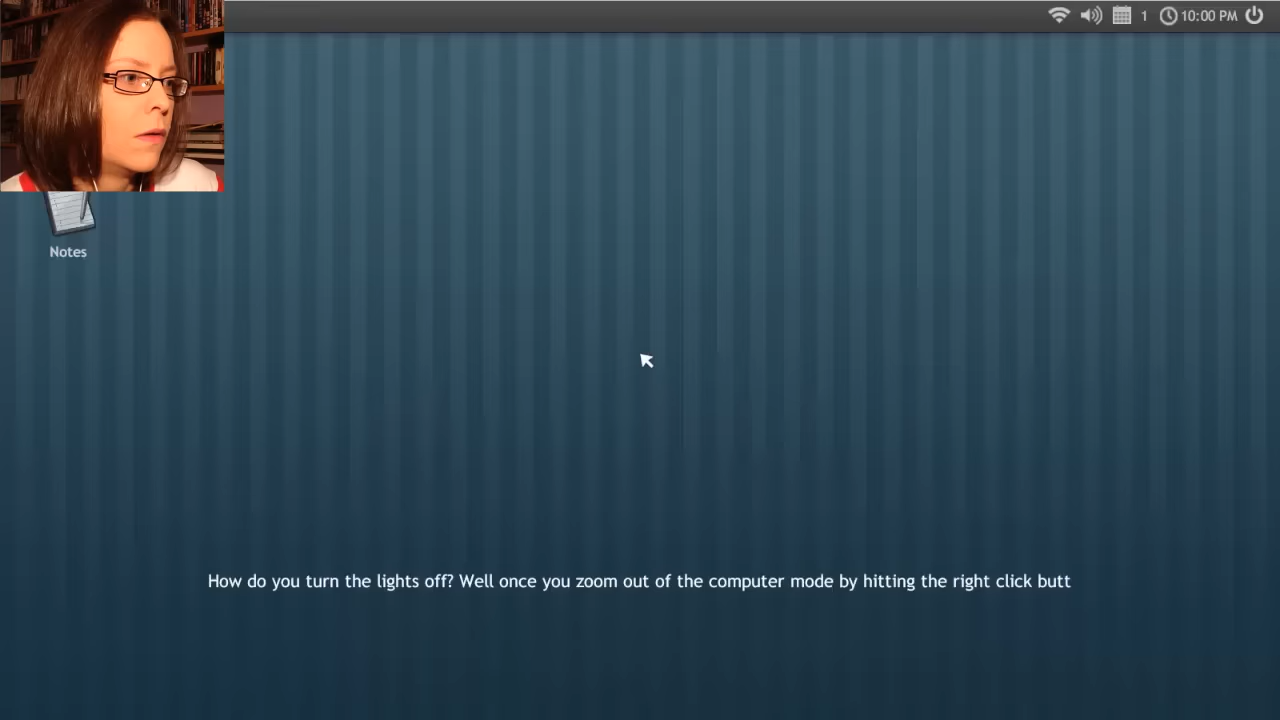 1 10:00 PM
Notes
How do you turn the lights off? Well once you zoom out of the computer mode by hitting the right click butt